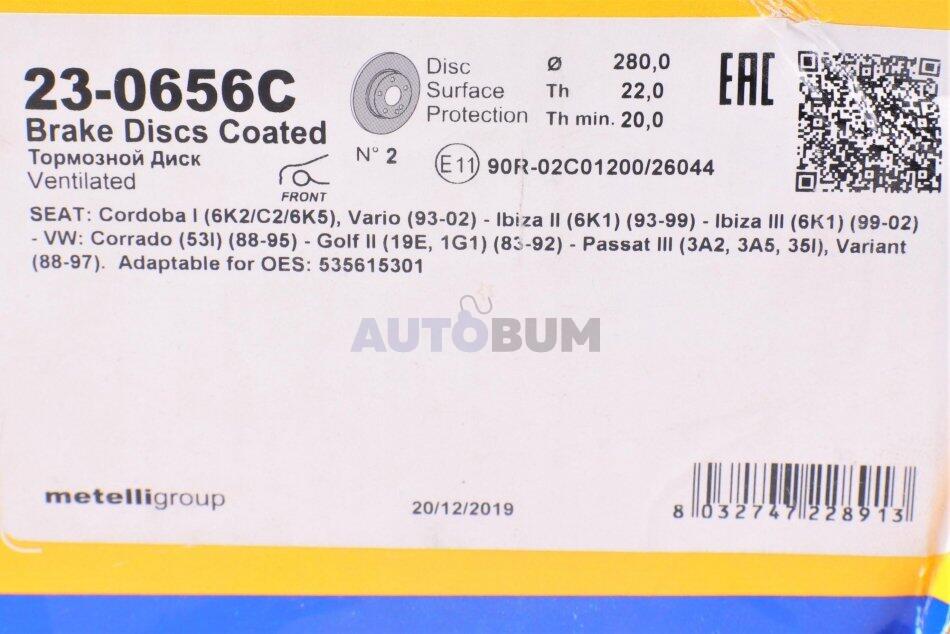 23-0656C
Brake Discs Coated
Тормозной Диск
Ventilated
FRONT
Disc
Surface
Protection
N° 2
Ø 280,0
Th 22,0
Th min. 20,0
EAC
E11 90R-02C01200/26044
SEAT: Cordoba I (6K2/C2/6K5), Vario (93-02) - Ibiza II (6K1) (93-99) - Ibiza III (6K1) (99-02)
- VW: Corrado (53I) (88-95) - Golf II (19E, 1G1) (83-92) - Passat III (3A2, 3A5, 35I), Variant
(88-97). Adaptable for OES: 535615301
AUTOBUM
metelligroup
20/12/2019
8 032747 228913